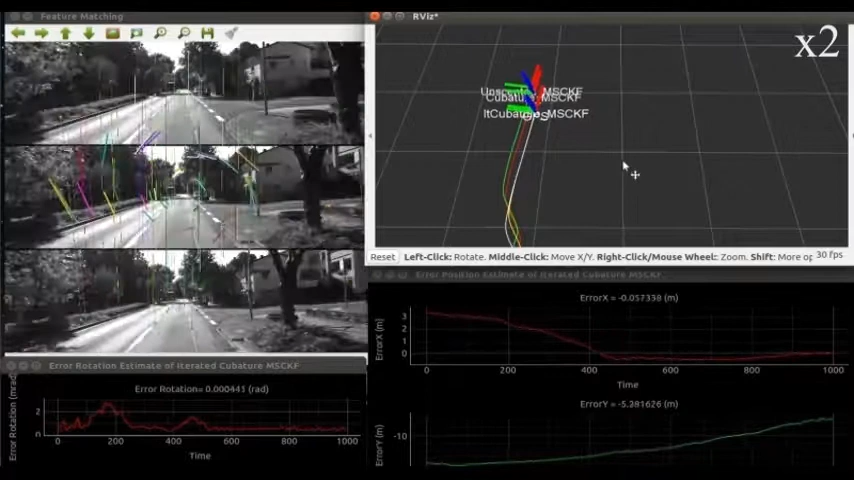 Feature Matching
RViz*
x2
MSCKF
Cubature MSCKF
ItCubature MSCKF
GPS
Reset Left-Click: Rotate. Middle-Click: Move X/Y. Right-Click/Mouse Wheel:: Zoom. Shift: More op 30 fps
Error Position Estimate of Iterated Cubature MSCKF
ErrorX = -0.057338 (m)
ErrorX (m)
3
2
1
0
0 200 400 600 800 1000
Time
Error Rotation Estimate of Iterated Cubature MSCKF
Error Rotation= 0.000441 (rad)
Error Rotation (mrad
2
0
0 200 400 600 800 1000
Time
ErrorY = -5.281626 (m)
ErrorY (m)
-10